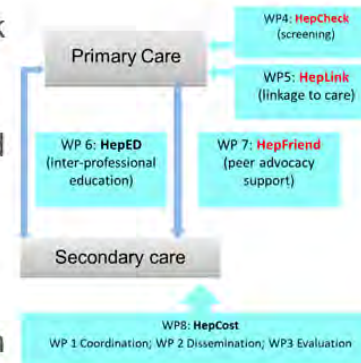 WP4: HepCheck
(screening)
Primary Care
WP5: HepLink
(linkage to care)
WP 6: HepED
(inter-professional
education)
WP 7: HepFriend
(peer advocacy
support)
Secondary care
WP8: HepCost
WP 1 Coordination; WP 2 Dissemination; WP3 Evaluation